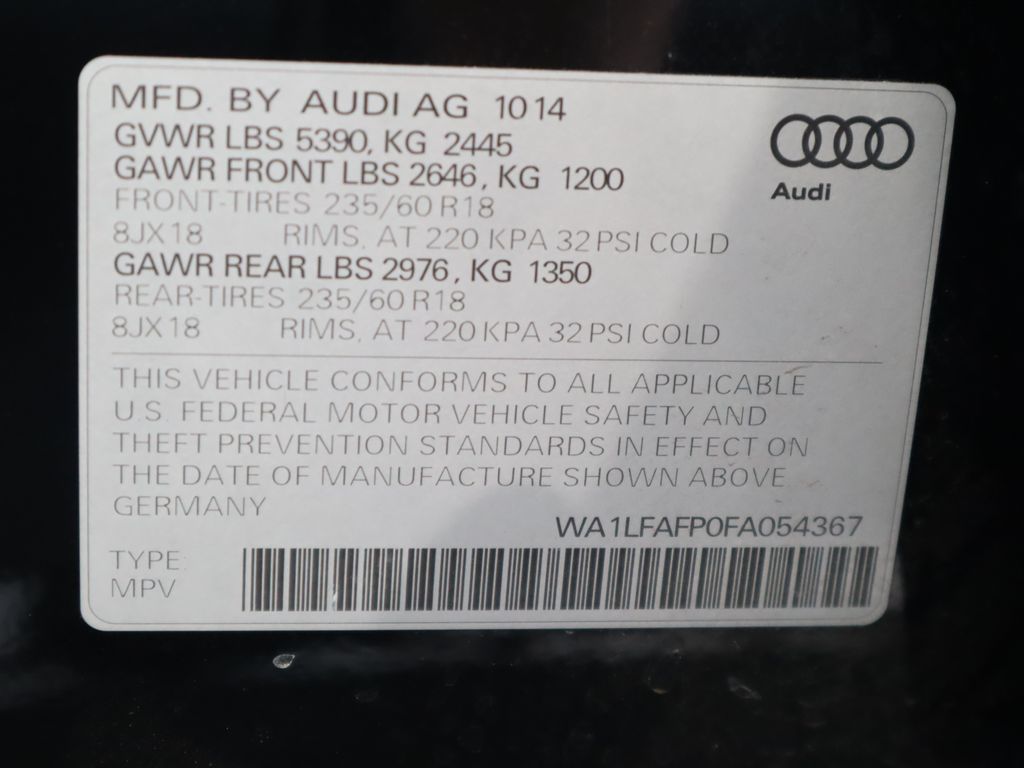 MFD. BY AUDI AG 10 14
GVWR LBS 5390, KG 2445
GAWR FRONT LBS 2646, KG 1200
FRONT-TIRES 235/60 R18
8JX18 RIMS, AT 220 KPA 32 PSI COLD
GAWR REAR LBS 2976, KG 1350
REAR-TIRES 235/60 R18
8JX18 RIMS, AT 220 KPA 32 PSI COLD
Audi
THIS VEHICLE CONFORMS TO ALL APPLICABLE
U.S. FEDERAL MOTOR VEHICLE SAFETY AND
THEFT PREVENTION STANDARDS IN EFFECT ON
THE DATE OF MANUFACTURE SHOWN ABOVE.
GERMANY
WA1LFAFP0FA054367
TYPE:
MPV